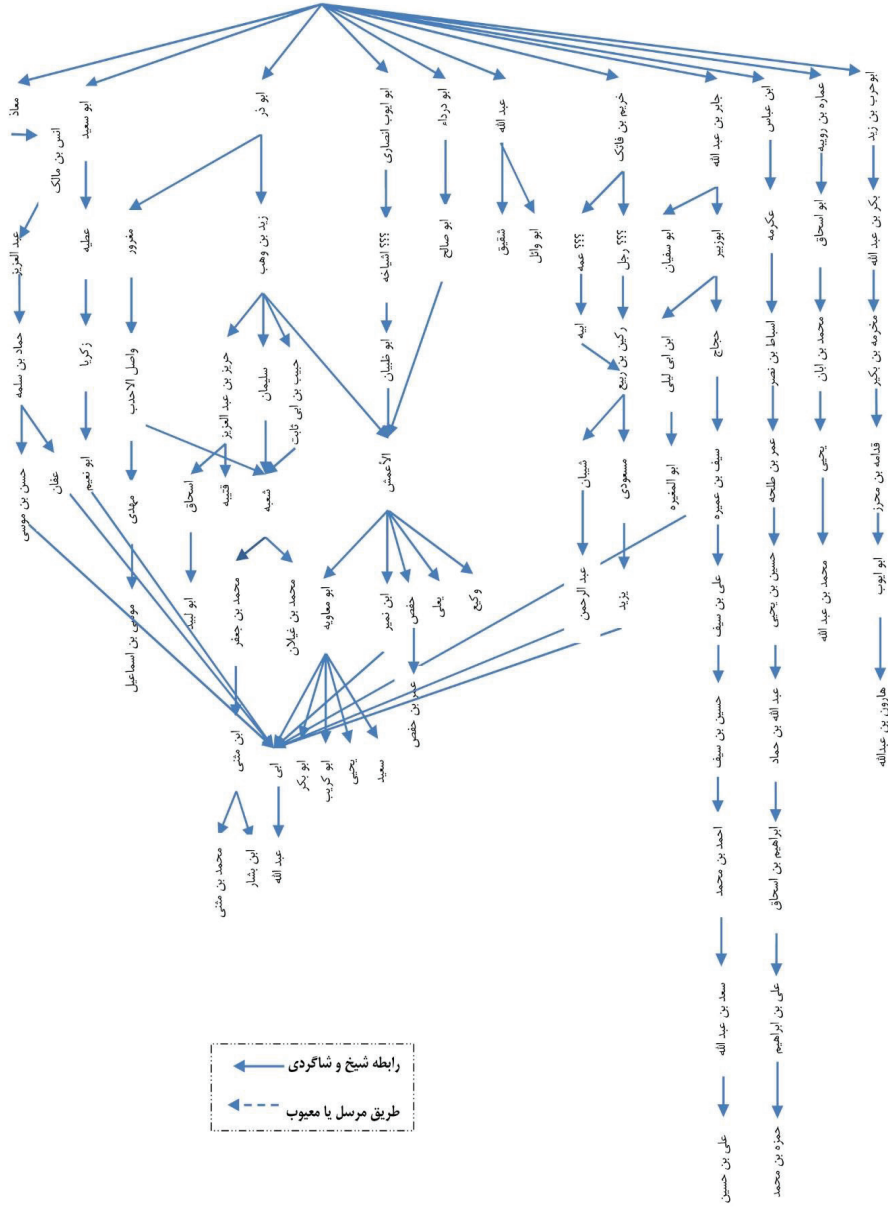 ابوحرب بن زید
بکر بن عبد الله
مخرمه بن بکیر
قدامه بن محرز
ابو ایوب
هارون بن عبدالله
عماره بن رویبه
ابو اسحاق
محمد بن ابان
یحیی
محمد بن عبد الله
ابن عباس
عکرمه
اسباط بن نصر
عمر بن طلحه
حسین بن یحیی
عبد الله بن حماد
ابراهیم بن اسحاق
علی بن ابراهیم
حمزه بن محمد
جابر بن عبد الله
ابوزبیر
حجاج
سیف بن عمیره
علی بن سیف
حسین بن سیف
احمد بن محمد
سعد بن عبد الله
علی بن حسین
ابو سفیان
ابن ابی لیلی
ابو المغیره
خریم بن فاتک
؟؟؟ رجل
رکین بن ربیع
مسعودی
یزید
؟؟؟ عمه
ابیه
شیبان
عبد الرحمن
عبد الله
ابو وائل
شقیق
ابو درداء
ابو صالح
ابو ایوب انصاری
؟؟؟ اشیاخه
ابو ظبیان
الأعمش
وکیع
یعلی
حفص
عمر بن حفص
ابن نمیر
ابو معاویه
سعید
یحیی
ابو کریب
ابو بکر
ابی
عبد الله
ابو ذر
زید بن وهب
حبیب بن ابی ثابت
سلیمان
حریز بن عبد العزیز
شعبه
قتیبه
اسحاق
محمد بن غیلان
محمد بن جعفر
ابو لبید
ابن مثنی
ابن بشار
محمد بن مثنی
مغرور
واصل الاحدب
مهدی
موسی بن اسماعیل
ابو سعید
عطیه
زکریا
ابو نعیم
معاذ
انس بن مالک
عبد العزیز
حماد بن سلمه
عفان
حسن بن موسی
رابطه شیخ و شاگردی
طریق مرسل یا معیوب